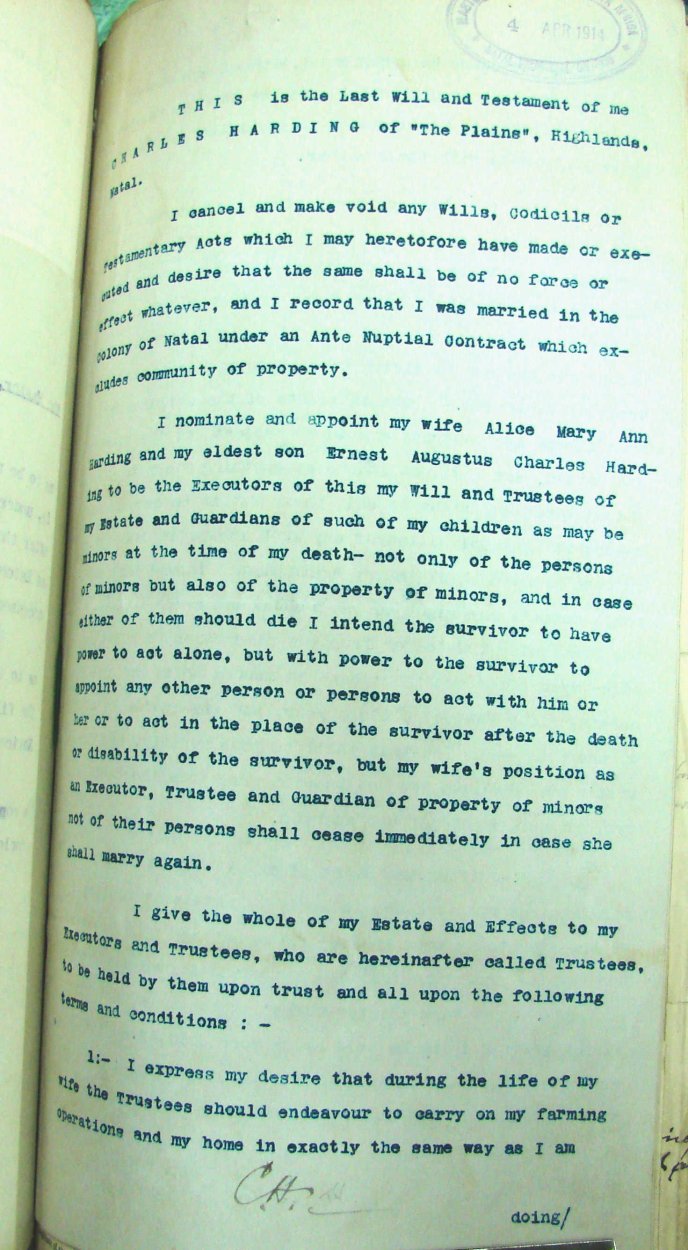 4 APR 1914
T H I S is the Last Will and Testament of me
C H A R L E S H A R D I N G of "The Plains", Highlands,
Natal.
I cancel and make void any Wills, Codicils or
Testamentary Acts which I may heretofore have made or exe-
cuted and desire that the same shall be of no force or
effect whatever, and I record that I was married in the
Colony of Natal under an Ante Nuptial Contract which ex-
cludes community of property.
I nominate and appoint my wife Alice Mary Ann
Harding and my eldest son Ernest Augustus Charles Hard-
ing to be the Executors of this my Will and Trustees of
my Estate and Guardians of such of my children as may be
minors at the time of my death- not only of the persons
of minors but also of the property of minors, and in case
either of them should die I intend the survivor to have
power to act alone, but with power to the survivor to
appoint any other person or persons to act with him or
her or to act in the place of the survivor after the death
or disability of the survivor, but my wife's position as
an Executor, Trustee and Guardian of property of minors
not of their persons shall cease immediately in case she
shall marry again.
I give the whole of my Estate and Effects to my
Executors and Trustees, who are hereinafter called Trustees,
to be held by them upon trust and all upon the following
terms and conditions : -
1:- I express my desire that during the life of my
wife the Trustees should endeavour to carry on my farming
operations and my home in exactly the same way as I am
C.H.
doing/